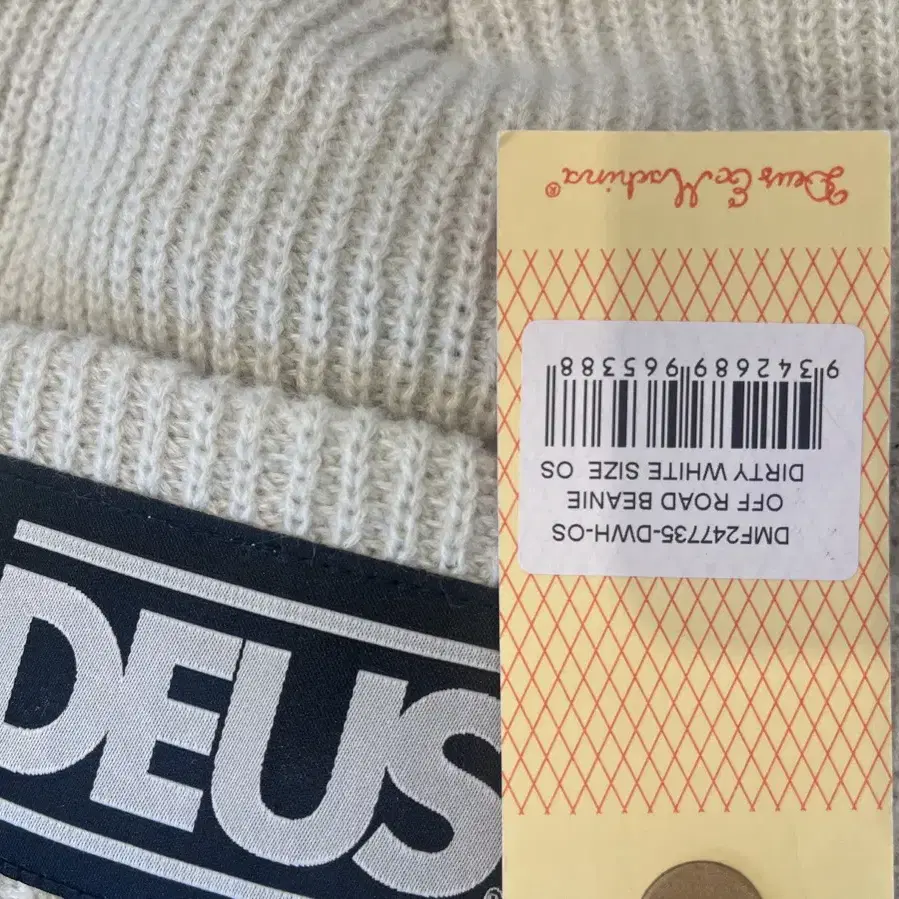 Deus Ex Machina®
DMF247735-DWH-OS
OFF ROAD BEANIE
DIRTY WHITE SIZE OS
9342689965388
DEUS